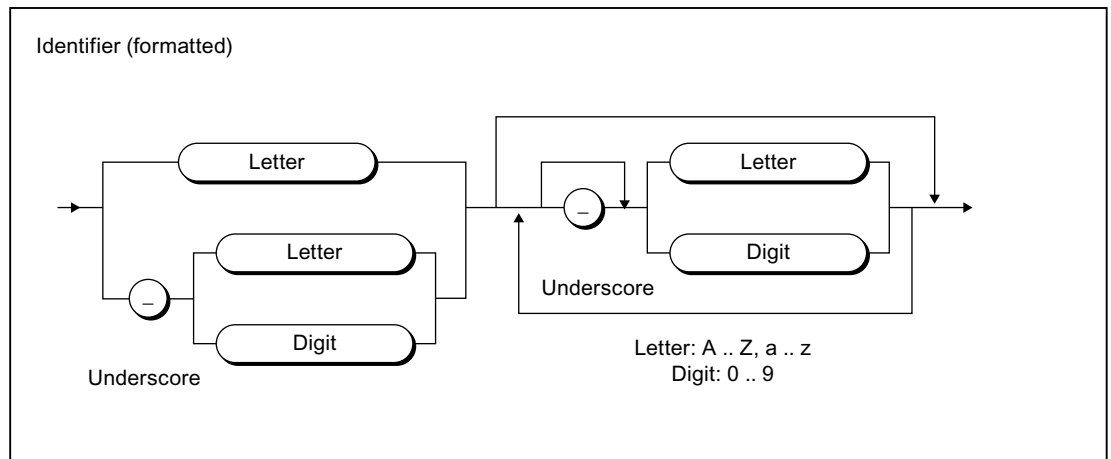 Identifier (formatted)
Letter
Letter
_
Digit
Underscore
Letter
_
Digit
Underscore
Letter: A .. Z, a .. z
Digit: 0 .. 9